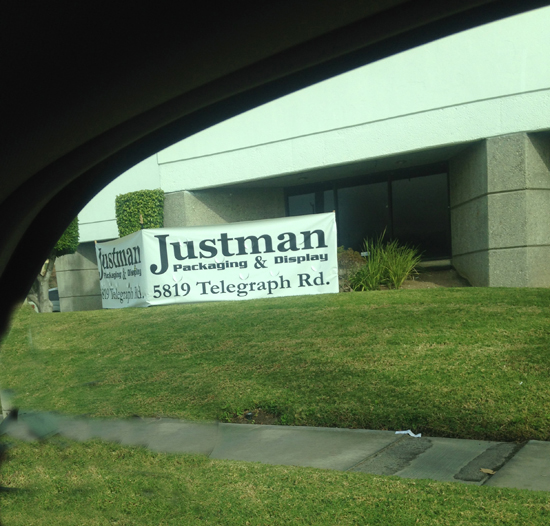 Justman
Packaging & Display
5819 Telegraph Rd.
Justman
Packaging & Display
5819 Telegraph Rd.